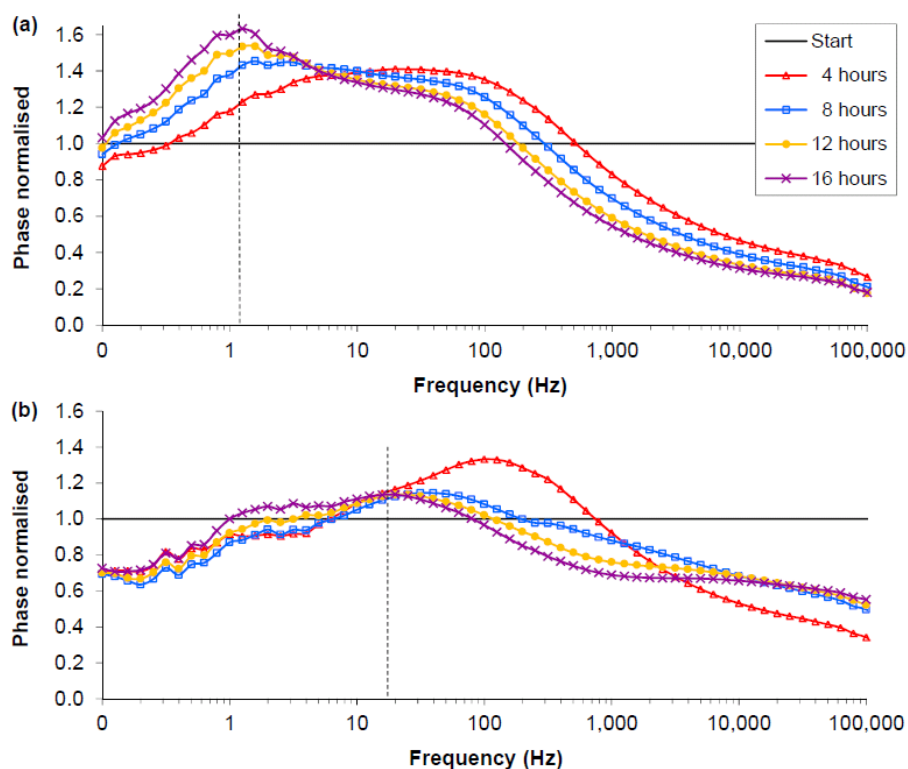 (a)
Phase normalised
1.6
1.4
1.2
1.0
0.8
0.6
0.4
0.2
0.0
0 1 10 100 1,000 10,000 100,000
Frequency (Hz)
Start
4 hours
8 hours
12 hours
16 hours
(b)
Phase normalised
1.6
1.4
1.2
1.0
0.8
0.6
0.4
0.2
0.0
0 1 10 100 1,000 10,000 100,000
Frequency (Hz)